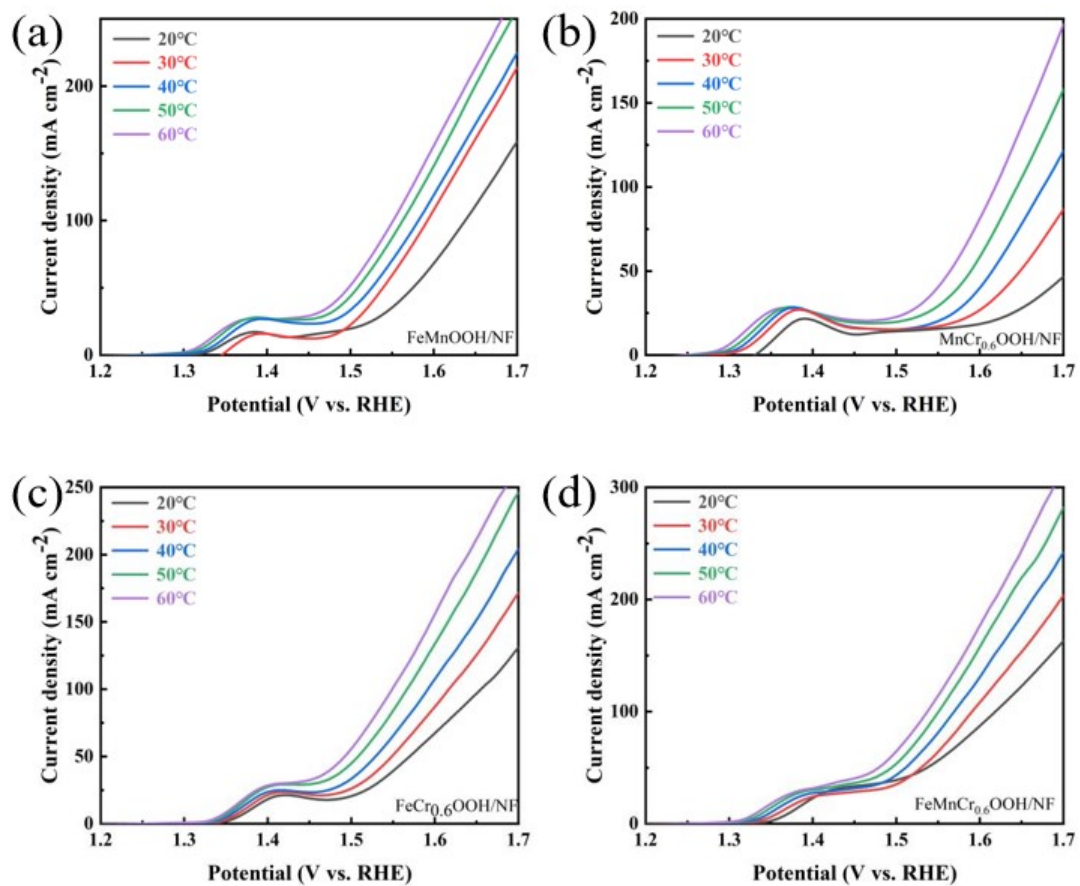 (a)
20°C
30°C
40°C
50°C
60°C
200
100
0
1.2 1.3 1.4 1.5 1.6 1.7
Current density (mA cm⁻²)
Potential (V vs. RHE)
FeMnOOH/NF
(b)
20°C
30°C
40°C
50°C
60°C
200
150
100
50
0
1.2 1.3 1.4 1.5 1.6 1.7
Current density (mA cm⁻²)
Potential (V vs. RHE)
MnCr₀.₆OOH/NF
(c)
20°C
30°C
40°C
50°C
60°C
250
200
150
100
50
0
1.2 1.3 1.4 1.5 1.6 1.7
Current density (mA cm⁻²)
Potential (V vs. RHE)
FeCr₀.₆OOH/NF
(d)
20°C
30°C
40°C
50°C
60°C
300
200
100
0
1.2 1.3 1.4 1.5 1.6 1.7
Current density (mA cm⁻²)
Potential (V vs. RHE)
FeMnCr₀.₆OOH/NF